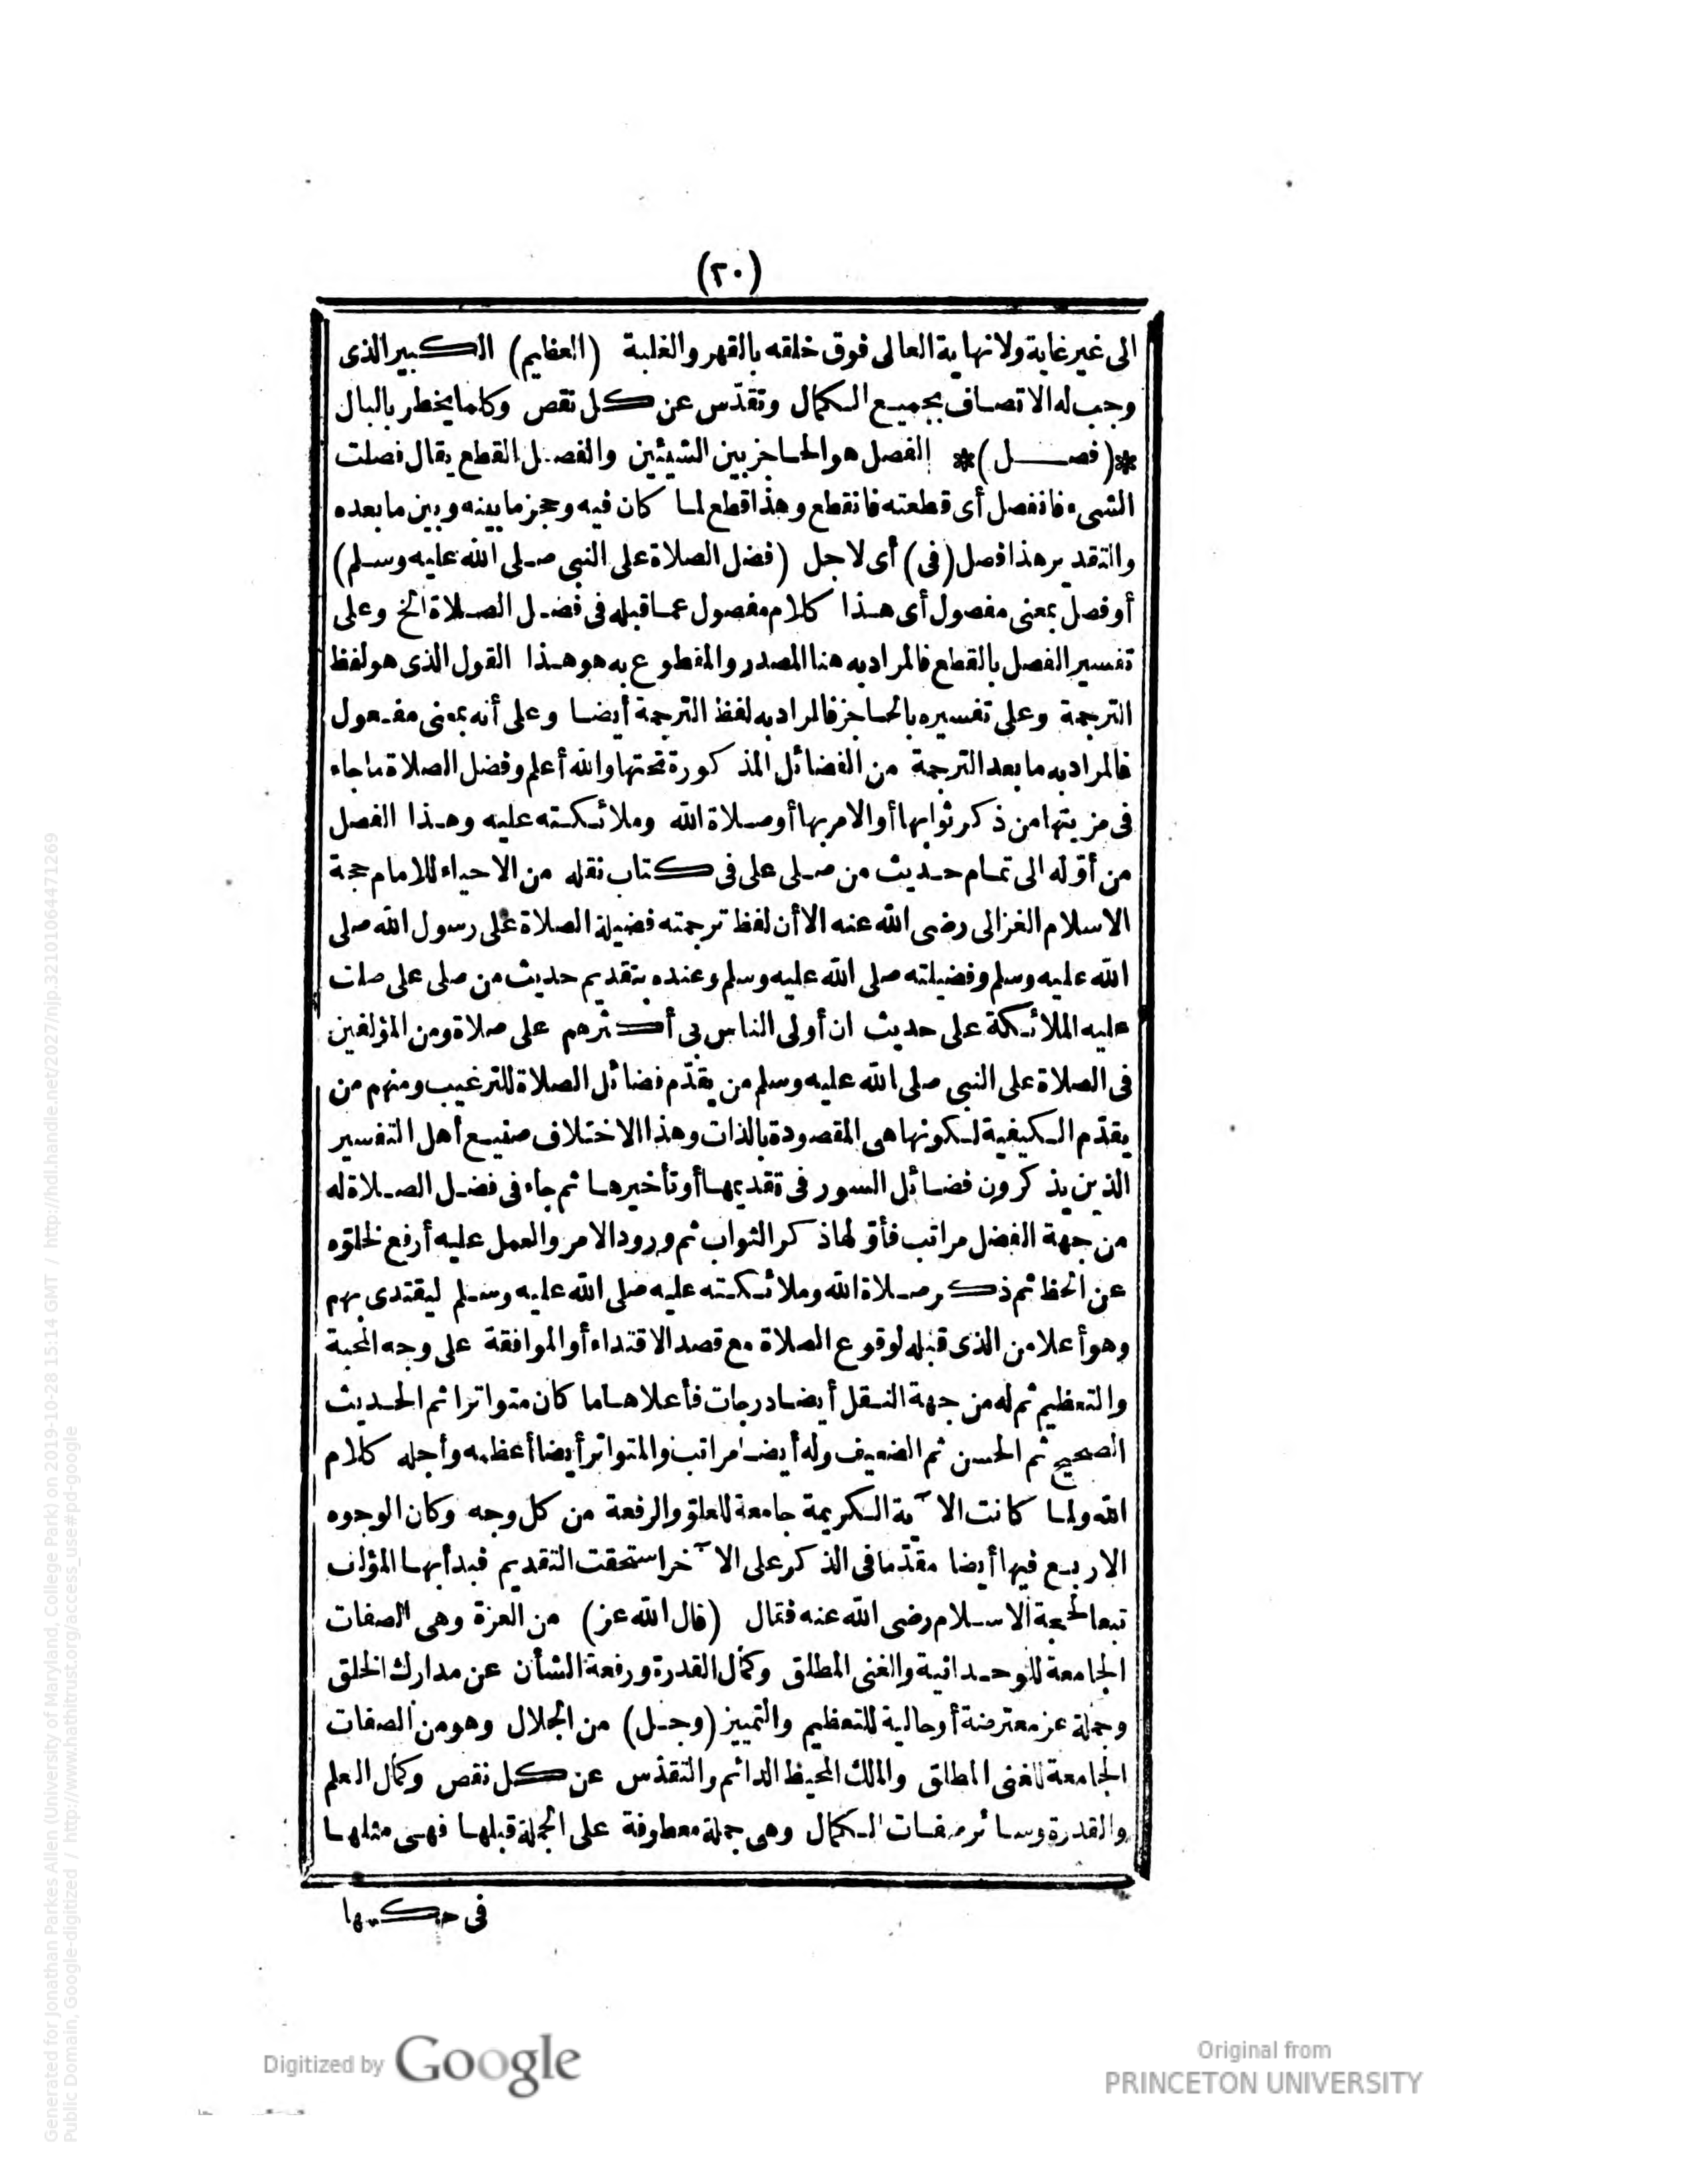 (٢٠)
الى غير غاية ولا نهاية العالى فوق خلقه بالقهر والغلبة (العظيم) الكبير الذى
وجب له الاتصاف بجميع الكمال وتقدّس عن كل نقص وكلما يخطر بالبال
*(فصل)* الفصل هو الحاجز بين الشيئين والفصل القطع يقال فصلت
الشىء فانفصل أى قطعته فانقطع وهذا قطع لما كان فيه وحجز ما بينه وبين ما بعده
والتقدير هذا فصل (فى) أى لاجل (فضل الصلاة على النبى صلى الله عليه وسلم)
أو فصل بمعنى مفصول أى هذا كلام مفصول عما قبله فى فضل الصلاة الخ وعلى
تفسير الفصل بالقطع فالمراد به هنا المصدر والمقطوع به هو هذا القول الذى هو لفظ
الترجمة وعلى تفسيره بالحاجز فالمراد به لفظ الترجمة أيضا وعلى أنه بمعنى مفعول
فالمراد به ما بعد الترجمة من الفضائل المذكورة تحتها والله أعلم وفضل الصلاة ما جاء
فى مزيتها من ذكر ثوابها أو الامر بها أو صلاة الله وملائكته عليه وهذا الفصل
من أوّله الى تمام حديث من صلى على فى كتاب نقله من الاحياء للامام حجة
الاسلام الغزالى رضى الله عنه الا أن لفظ ترجمته فضيلة الصلاة على رسول الله صلى
الله عليه وسلم وفضيلته صلى الله عليه وسلم وعنده بتقديم حديث من صلى على صلت
عليه الملائكة على حديث ان أولى الناس بى أكثرهم على صلاة ومن المؤلفين
فى الصلاة على النبى صلى الله عليه وسلم من يقدّم فضائل الصلاة للترغيب ومنهم من
يقدّم الكيفية لكونها هى المقصودة بالذات وهذا الاختلاف صنيع أهل التفسير
الذين يذكرون فضائل السور فى تقديمها أو تأخيرها ثم جاء فى فضل الصلاة له
من جهة الفضل مراتب فأوّلها ذكر الثواب ثم ورود الامر والعمل عليه أرفع لخلوّه
عن الحظ ثم ذكر صلاة الله وملائكته عليه صلى الله عليه وسلم ليقتدى بهم
وهو أعلا من الذى قبله لوقوع الصلاة مع قصد الاقتداء أو الموافقة على وجه المحبة
والتعظيم ثم له من جهة النقل أيضا درجات فأعلاها ما كان متواترا ثم الحديث
الصحيح ثم الحسن ثم الضعيف وله أيضا مراتب والمتواتر أيضا أعظمه وأجله كلام
الله ولما كانت الآية الكريمة جامعة للعلوّ والرفعة من كل وجه وكان الوجوه
الاربع فيها أيضا مقدّما فى الذكر على الآخر استحقت التقديم فبدأ بها المؤلف
تبعا لحجة الاسلام رضى الله عنه فقال (قال الله عز) من العزة وهى الصفات
الجامعة للوحدانية والغنى المطلق وكمال القدرة ورفعة الشأن عن مدارك الخلق
وجملة عز معترضة أو حالية للتعظيم والتمييز (وجل) من الجلال وهو من الصفات
الجامعة للغنى المطلق والملك المحيط الدائم والتقدّس عن كل نقص وكمال العلم
والقدرة وسائر صفات الكمال وهى جملة معطوفة على الجملة قبلها فهى مثلها
فى حكمها
Digitized by Google
Original from
PRINCETON UNIVERSITY
Generated for Jonathan Parkes Allen (University of Maryland, College Park) on 2019-10-28 15:14 GMT / http://hdl.handle.net/2027/njp.32101064471269
Public Domain, Google-digitized / http://www.hathitrust.org/access_use#pd-google